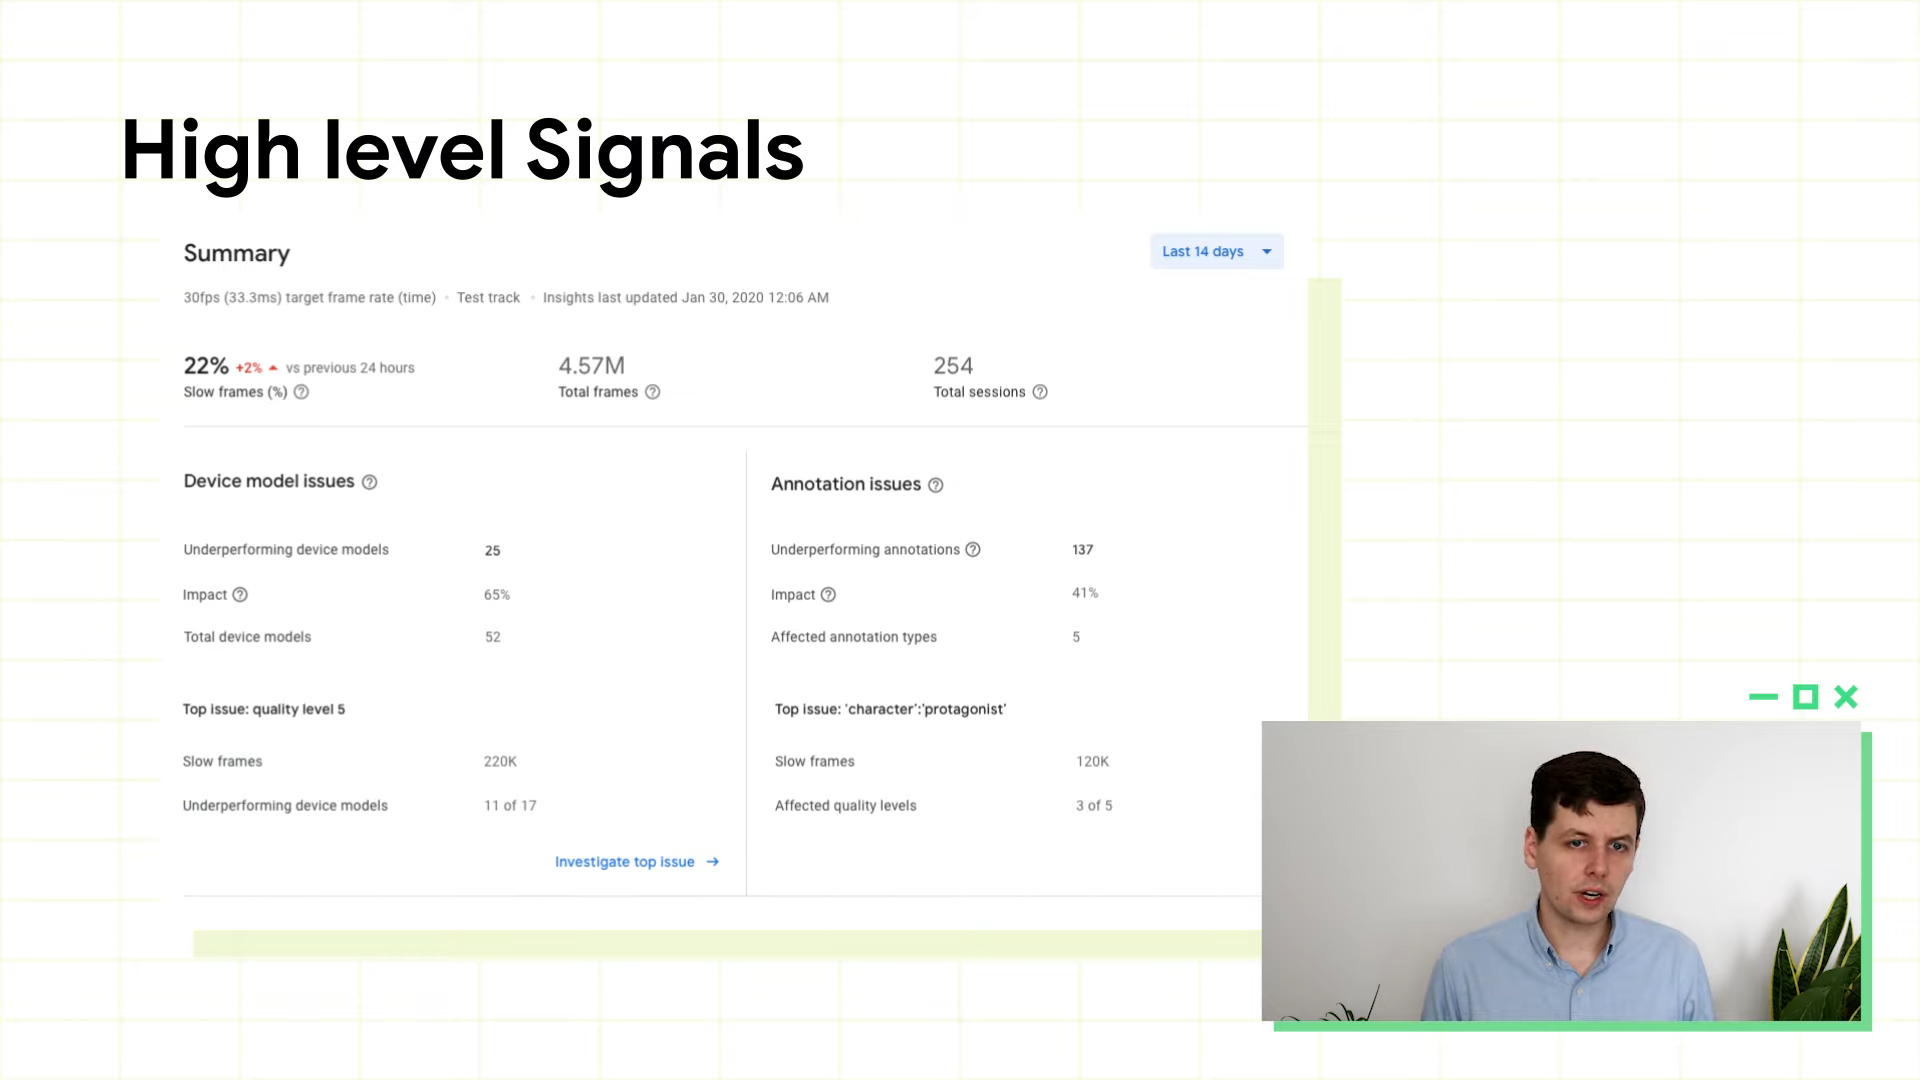 High level Signals
Summary
Last 14 days
30fps (33.3ms) target frame rate (time) • Test track • Insights last updated Jan 30, 2020 12:06 AM
22% +2% vs previous 24 hours
4.57M
254
Slow frames (%)
Total frames
Total sessions
Device model issues
Underperforming device models 25
Impact 65%
Total device models 52
Top issue: quality level 5
Slow frames 220K
Underperforming device models 11 of 17
Investigate top issue →
Annotation issues
Underperforming annotations 137
Impact 41%
Affected annotation types 5
Top issue: 'character':'protagonist'
Slow frames 120K
Affected quality levels 3 of 5